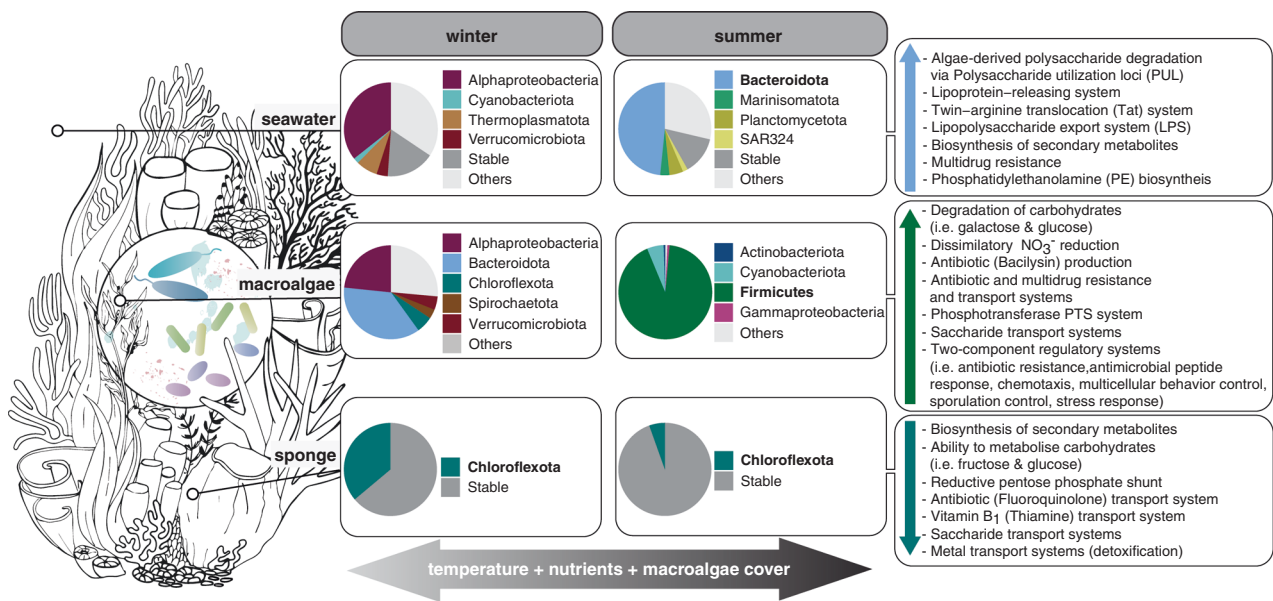 winter
summer
seawater
Alphaproteobacteria
Cyanobacteriota
Thermoplasmatota
Verrucomicrobiota
Stable
Others
Bacteroidota
Marinisomatota
Planctomycetota
SAR324
Stable
Others
- Algae-derived polysaccharide degradation
via Polysaccharide utilization loci (PUL)
- Lipoprotein−releasing system
- Twin−arginine translocation (Tat) system
- Lipopolysaccharide export system (LPS)
- Biosynthesis of secondary metabolites
- Multidrug resistance
- Phosphatidylethanolamine (PE) biosyntheis
macroalgae
Alphaproteobacteria
Bacteroidota
Chloroflexota
Spirochaetota
Verrucomicrobiota
Others
Actinobacteriota
Cyanobacteriota
Firmicutes
Gammaproteobacteria
Others
- Degradation of carbohydrates
(i.e. galactose & glucose)
- Dissimilatory NO3- reduction
- Antibiotic (Bacilysin) production
- Antibiotic and multidrug resistance
and transport systems
- Phosphotransferase PTS system
- Saccharide transport systems
- Two-component regulatory systems
(i.e. antibiotic resistance,antimicrobial peptide
response, chemotaxis, multicellular behavior control,
sporulation control, stress response)
sponge
Chloroflexota
Stable
Chloroflexota
Stable
- Biosynthesis of secondary metabolites
- Ability to metabolise carbohydrates
(i.e. fructose & glucose)
- Reductive pentose phosphate shunt
- Antibiotic (Fluoroquinolone) transport system
- Vitamin B1 (Thiamine) transport system
- Saccharide transport systems
- Metal transport systems (detoxification)
temperature + nutrients + macroalgae cover